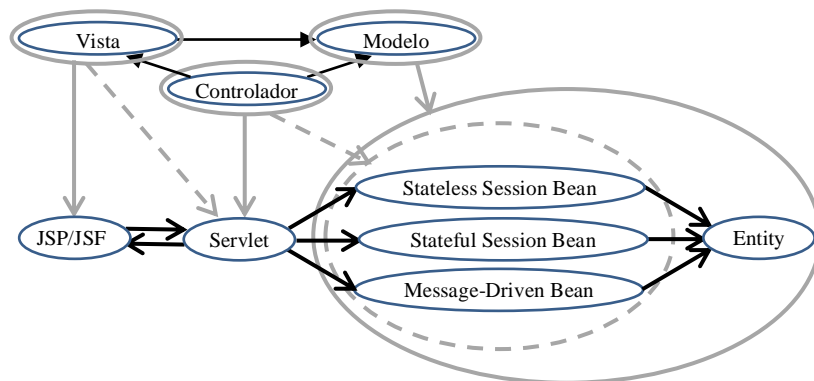 Vista
Modelo
Controlador
Stateless Session Bean
JSP/JSF
Servlet
Stateful Session Bean
Entity
Message-Driven Bean